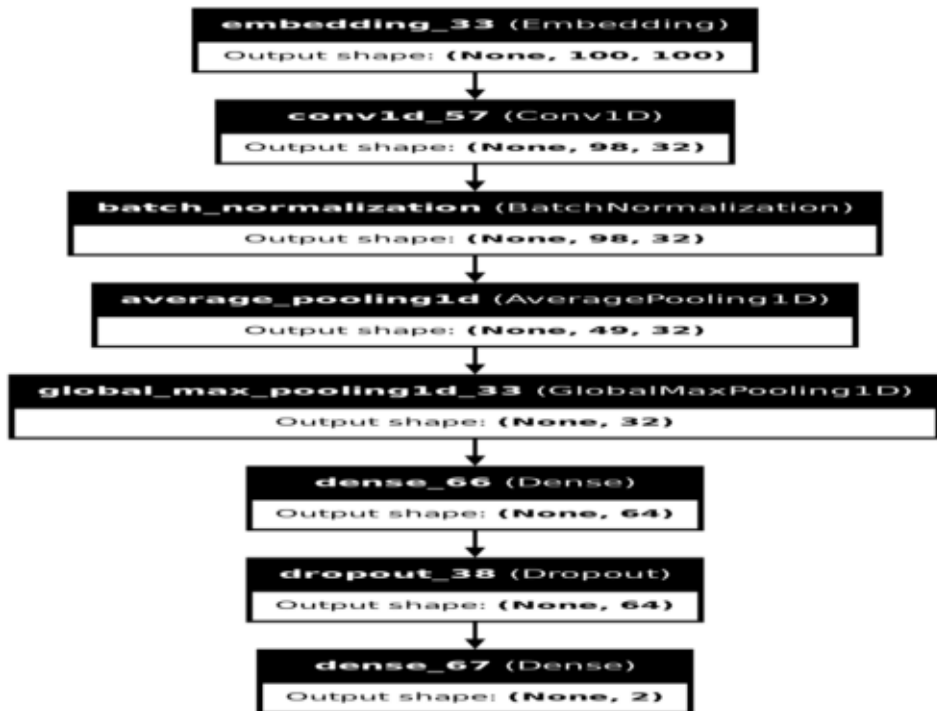 embedding_33 (Embedding)
Output shape: (None, 100, 100)
conv1d_57 (Conv1D)
Output shape: (None, 98, 32)
batch_normalization (BatchNormalization)
Output shape: (None, 98, 32)
average_pooling1d (AveragePooling1D)
Output shape: (None, 49, 32)
global_max_pooling1d_33 (GlobalMaxPooling1D)
Output shape: (None, 32)
dense_66 (Dense)
Output shape: (None, 64)
dropout_38 (Dropout)
Output shape: (None, 64)
dense_67 (Dense)
Output shape: (None, 2)